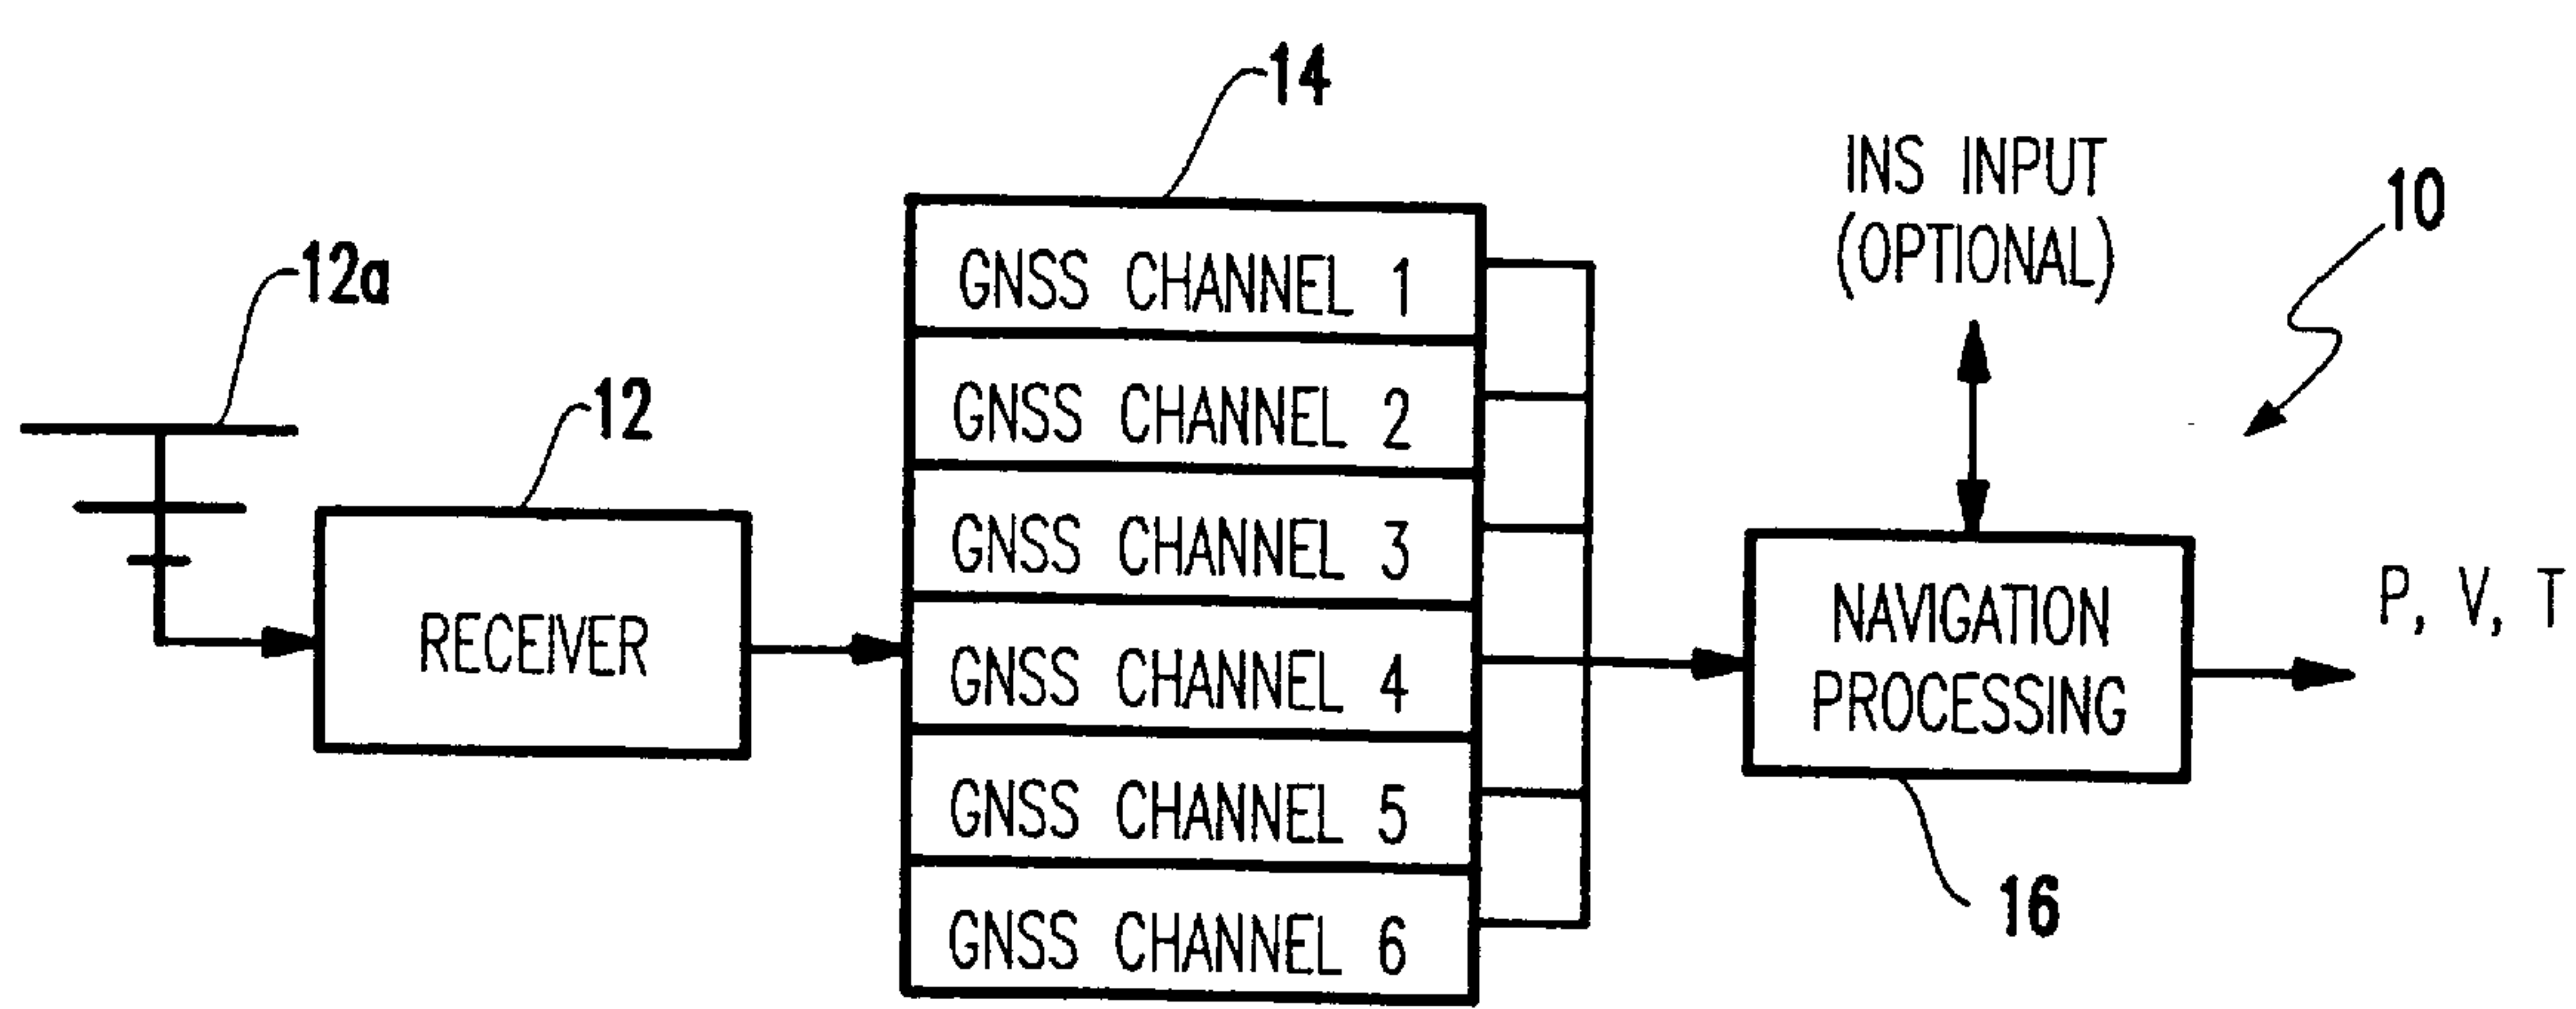 14
INS INPUT
(OPTIONAL)
10
12a
12
GNSS CHANNEL 1
GNSS CHANNEL 2
GNSS CHANNEL 3
GNSS CHANNEL 4
GNSS CHANNEL 5
GNSS CHANNEL 6
RECEIVER
NAVIGATION
PROCESSING
P, V, T
16